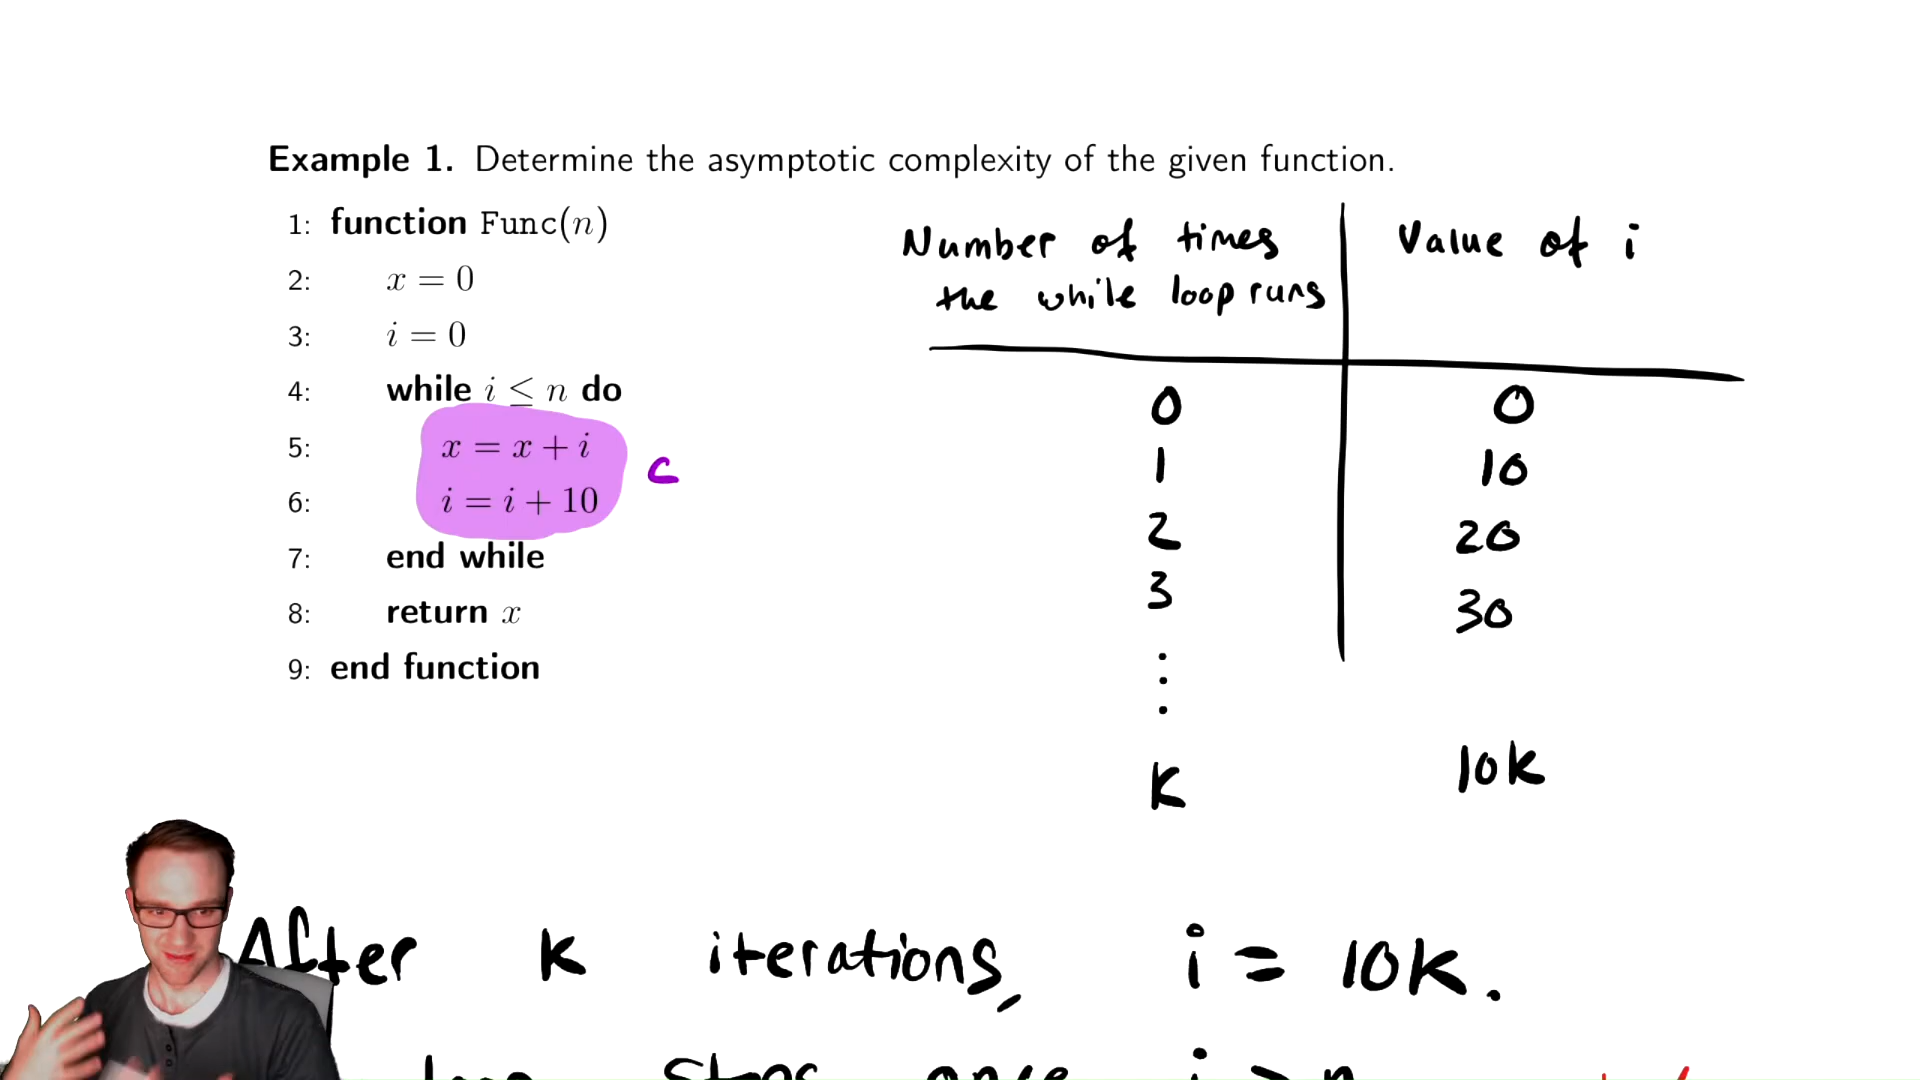 Example 1. Determine the asymptotic complexity of the given function.
1: function Func(n)
2: x = 0
3: i = 0
4: while i ≤ n do
5: x = x + i
6: i = i + 10
7: end while
8: return x
9: end function
c
Number of times
the while loop runs
Value of i
0 0
1 10
2 20
3 30
⋮
K 10K
After K iterations, i = 10K.
stops once i > n